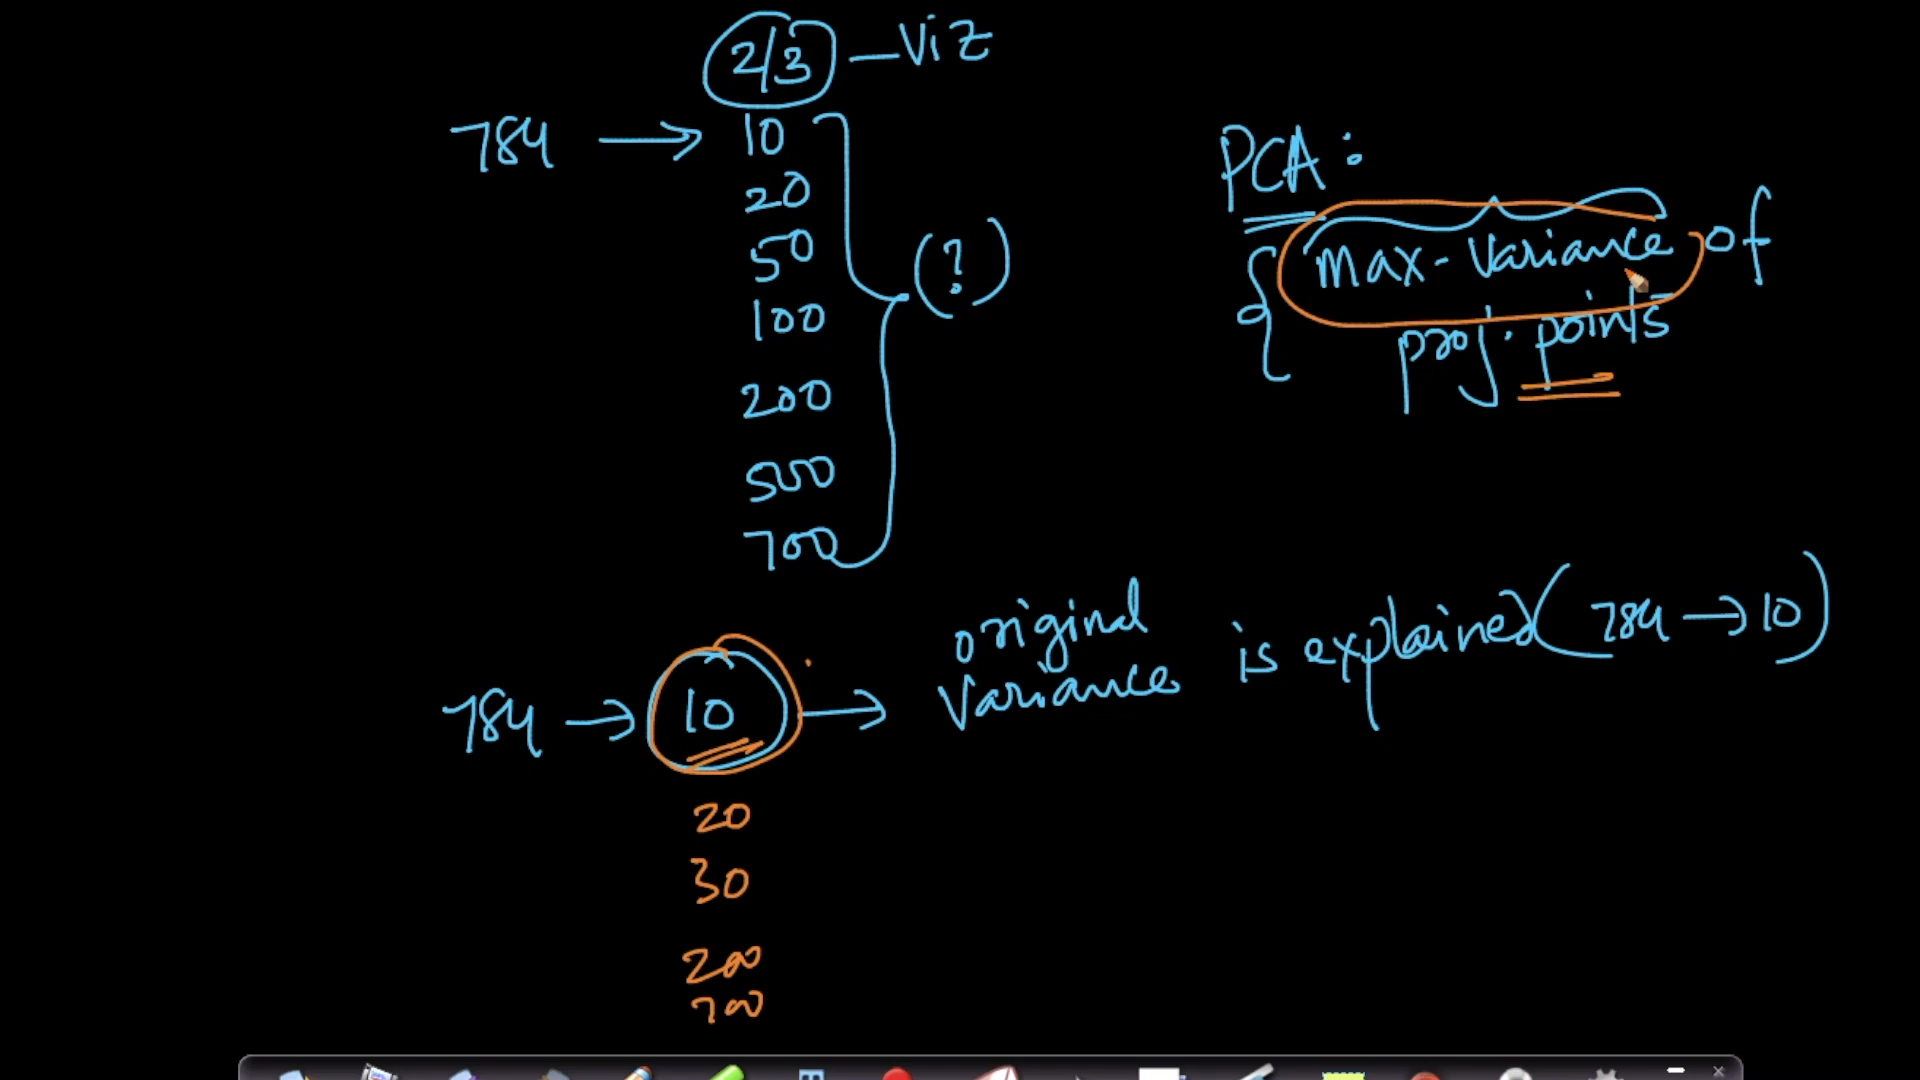 2/3 — Viz
784 → 10
20
50
100
200
500
700
(?)
PCA:
{ max-variance of
proj. points
784 → 10 → original variance is explained (784 → 10)
20
30
200
700